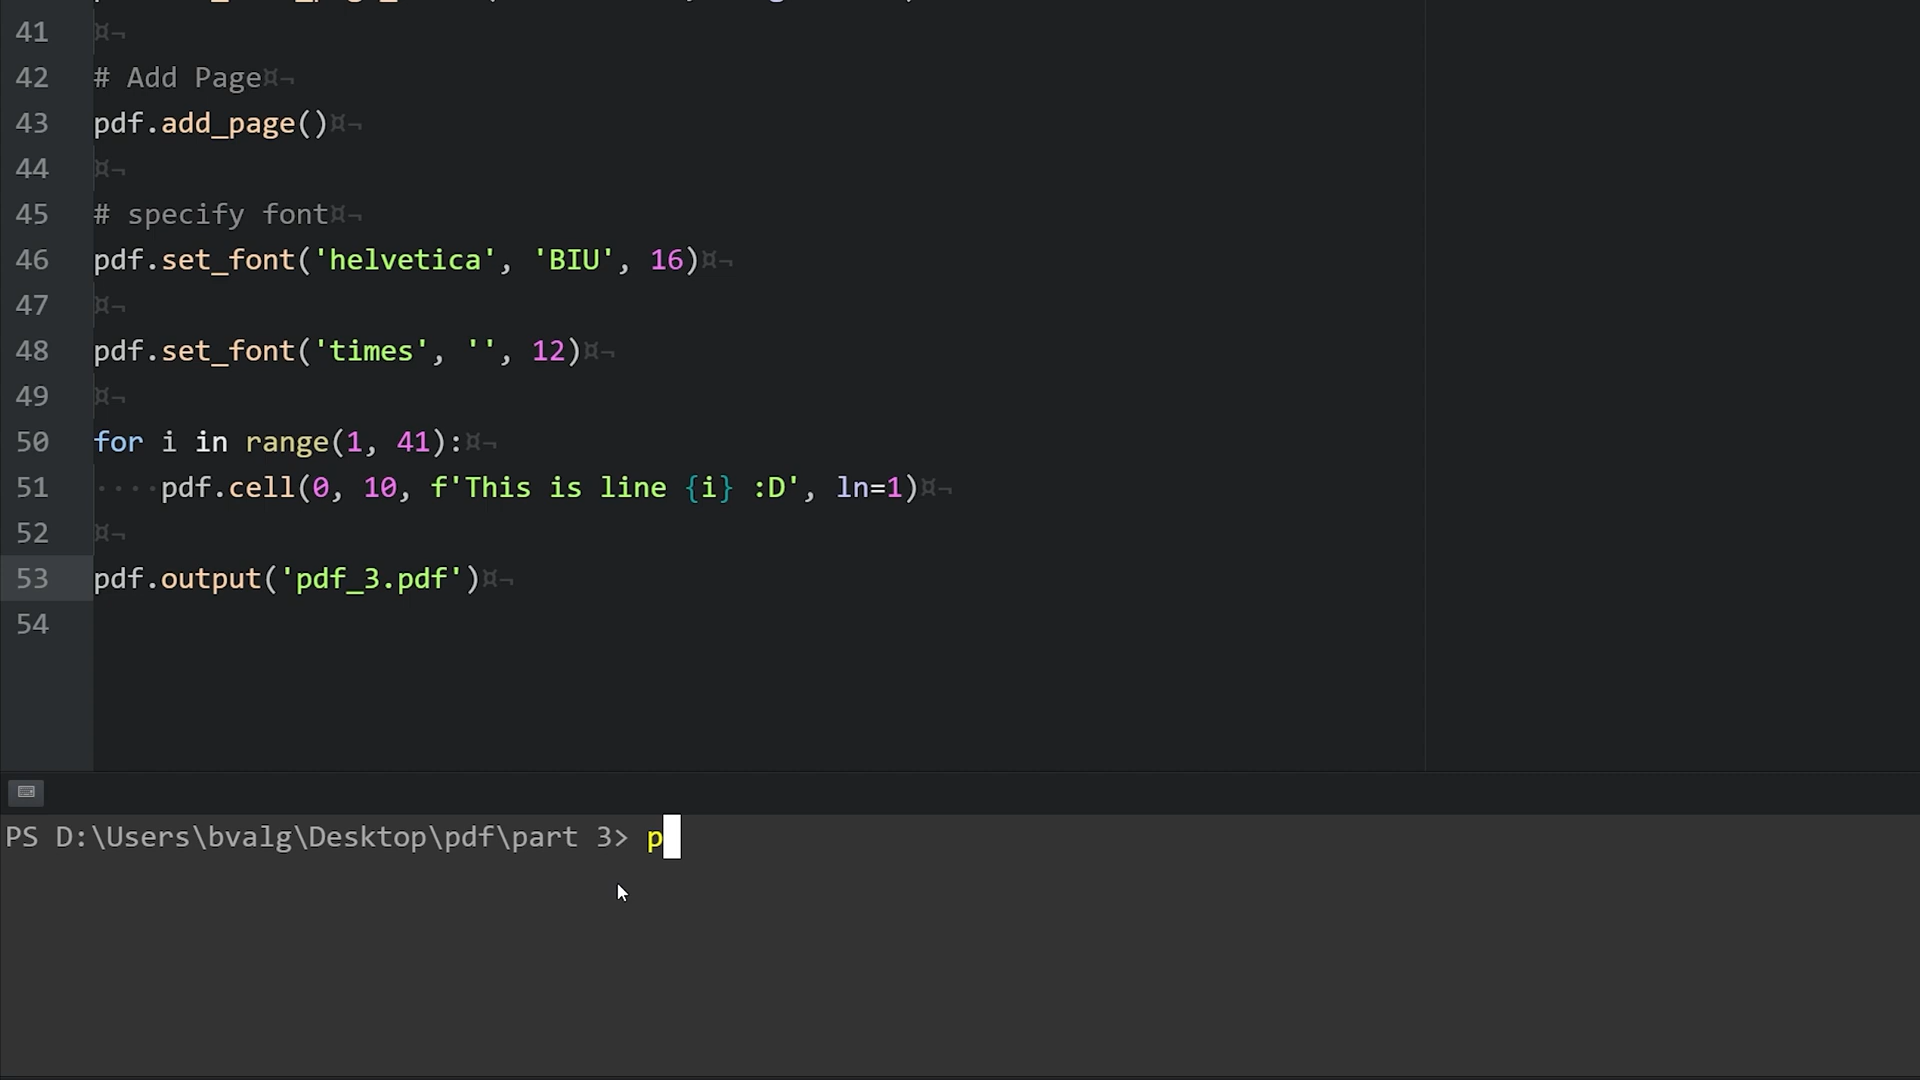 41
42 # Add Page
43 pdf.add_page()
44
45 # specify font
46 pdf.set_font('helvetica', 'BIU', 16)
47
48 pdf.set_font('times', '', 12)
49
50 for i in range(1, 41):
51     pdf.cell(0, 10, f'This is line {i} :D', ln=1)
52
53 pdf.output('pdf_3.pdf')
54
PS D:\Users\bvalg\Desktop\pdf\part 3> p